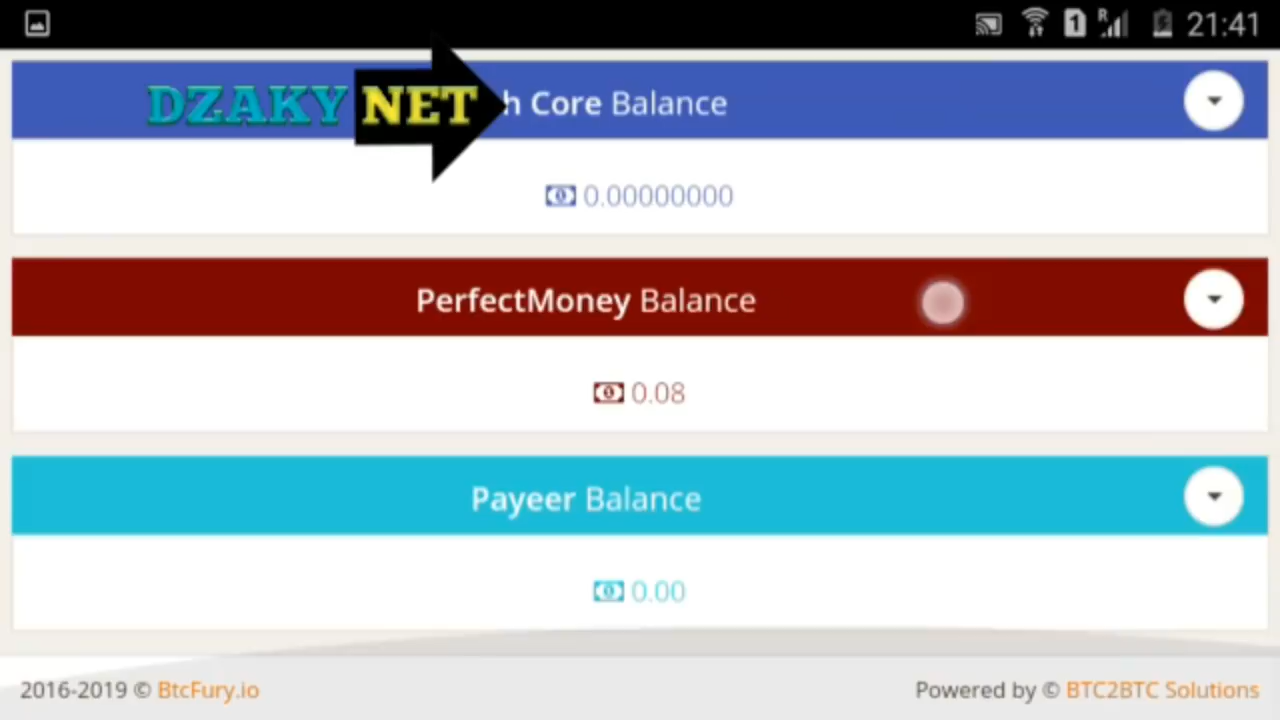 21:41
DZAKY NET
h Core Balance
0.00000000
PerfectMoney Balance
0.08
Payeer Balance
0.00
2016-2019 © BtcFury.io
Powered by © BTC2BTC Solutions